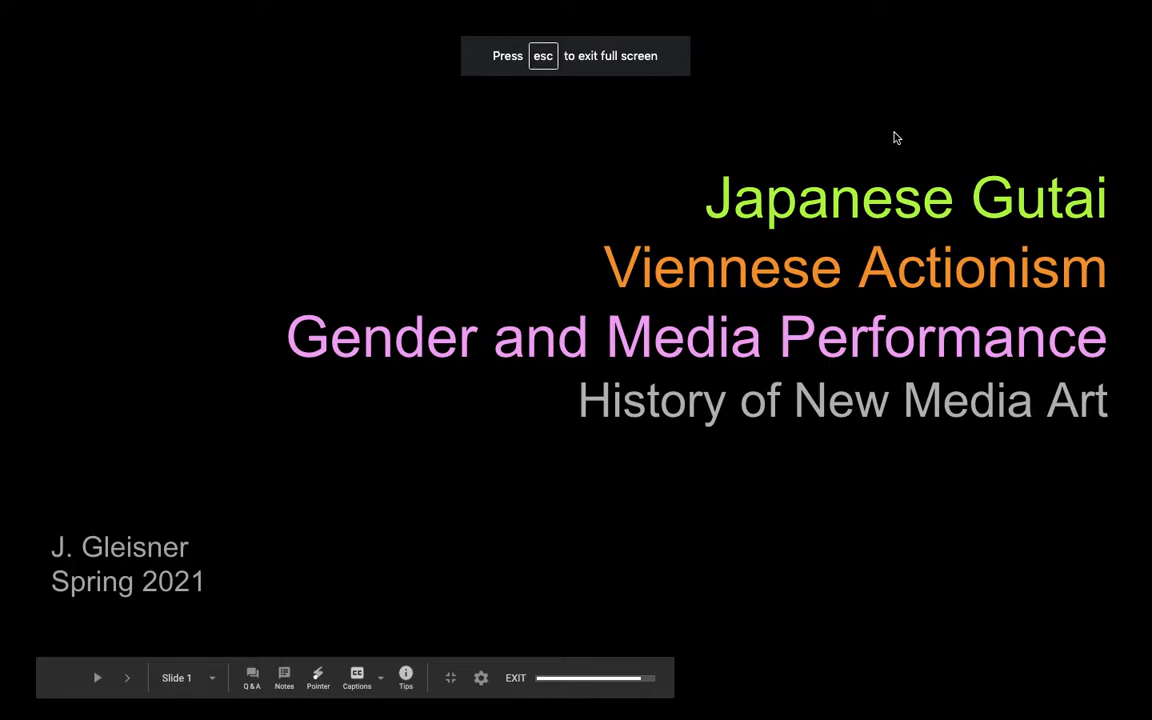 Press esc to exit full screen
Japanese Gutai
Viennese Actionism
Gender and Media Performance
History of New Media Art
J. Gleisner
Spring 2021
Slide 1 Q & A Notes Pointer Captions Tips EXIT